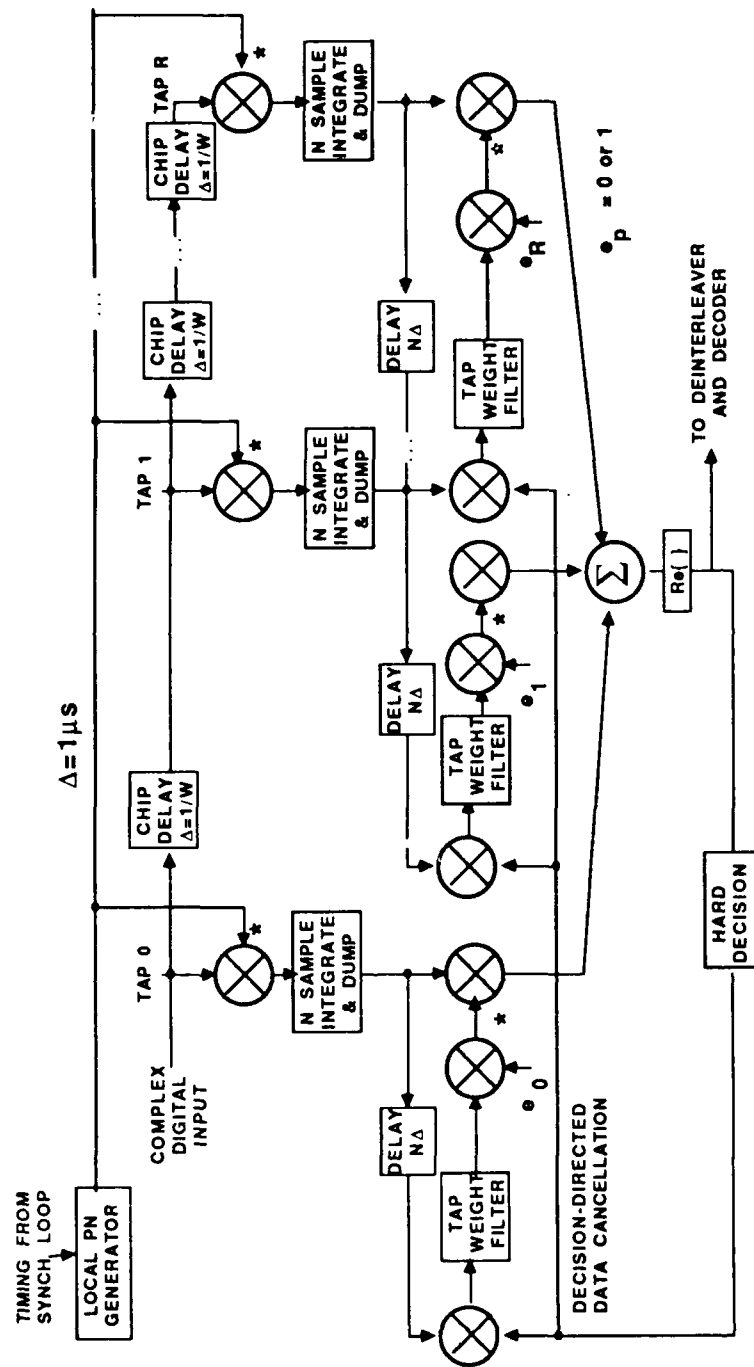 TIMING FROM
SYNCH LOOP
LOCAL PN
GENERATOR
Δ=1μs
COMPLEX
DIGITAL
INPUT
TAP 0
CHIP
DELAY
Δ=1/W
TAP 1
CHIP
DELAY
Δ=1/W
...
CHIP
DELAY
Δ=1/W
TAP R
...
*
*
*
N SAMPLE
INTEGRATE
& DUMP
N SAMPLE
INTEGRATE
& DUMP
N SAMPLE
INTEGRATE
& DUMP
DELAY
NΔ
DELAY
NΔ
...
DELAY
NΔ
TAP
WEIGHT
FILTER
TAP
WEIGHT
FILTER
TAP
WEIGHT
FILTER
*
*
*
e0
e1
eR
ep = 0 or 1
Σ
Re{ }
TO DEINTERLEAVER
AND DECODER
DECISION-DIRECTED
DATA CANCELLATION
HARD
DECISION